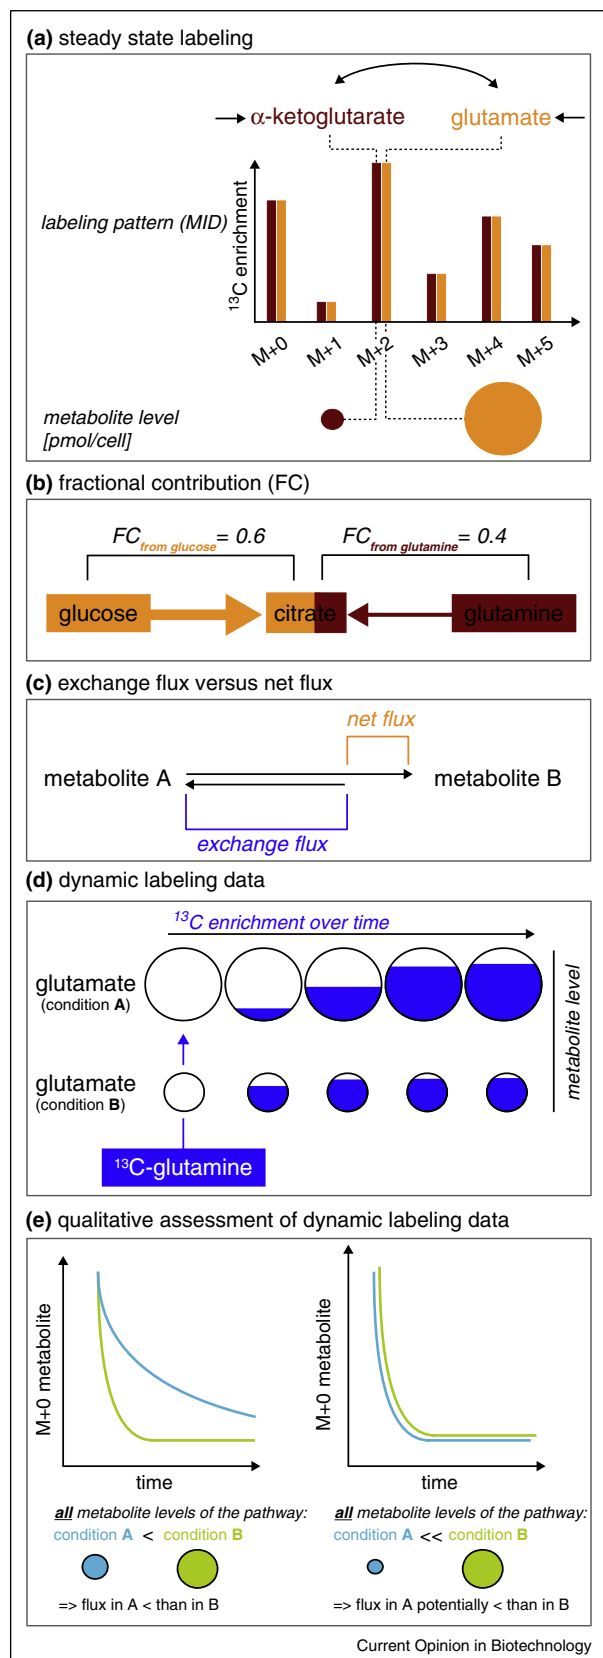 (a) steady state labeling
α-ketoglutarate glutamate
labeling pattern (MID)
¹³C enrichment
M+0 M+1 M+2 M+3 M+4 M+5
metabolite level
[pmol/cell]
(b) fractional contribution (FC)
FC from glucose = 0.6 FC from glutamine = 0.4
glucose citrate glutamine
(c) exchange flux versus net flux
net flux
metabolite A metabolite B
exchange flux
(d) dynamic labeling data
¹³C enrichment over time
glutamate
(condition A)
metabolite level
glutamate
(condition B)
¹³C-glutamine
(e) qualitative assessment of dynamic labeling data
M+0 metabolite
time
all metabolite levels of the pathway:
condition A < condition B
=> flux in A < than in B
M+0 metabolite
time
all metabolite levels of the pathway:
condition A << condition B
=> flux in A potentially < than in B
Current Opinion in Biotechnology